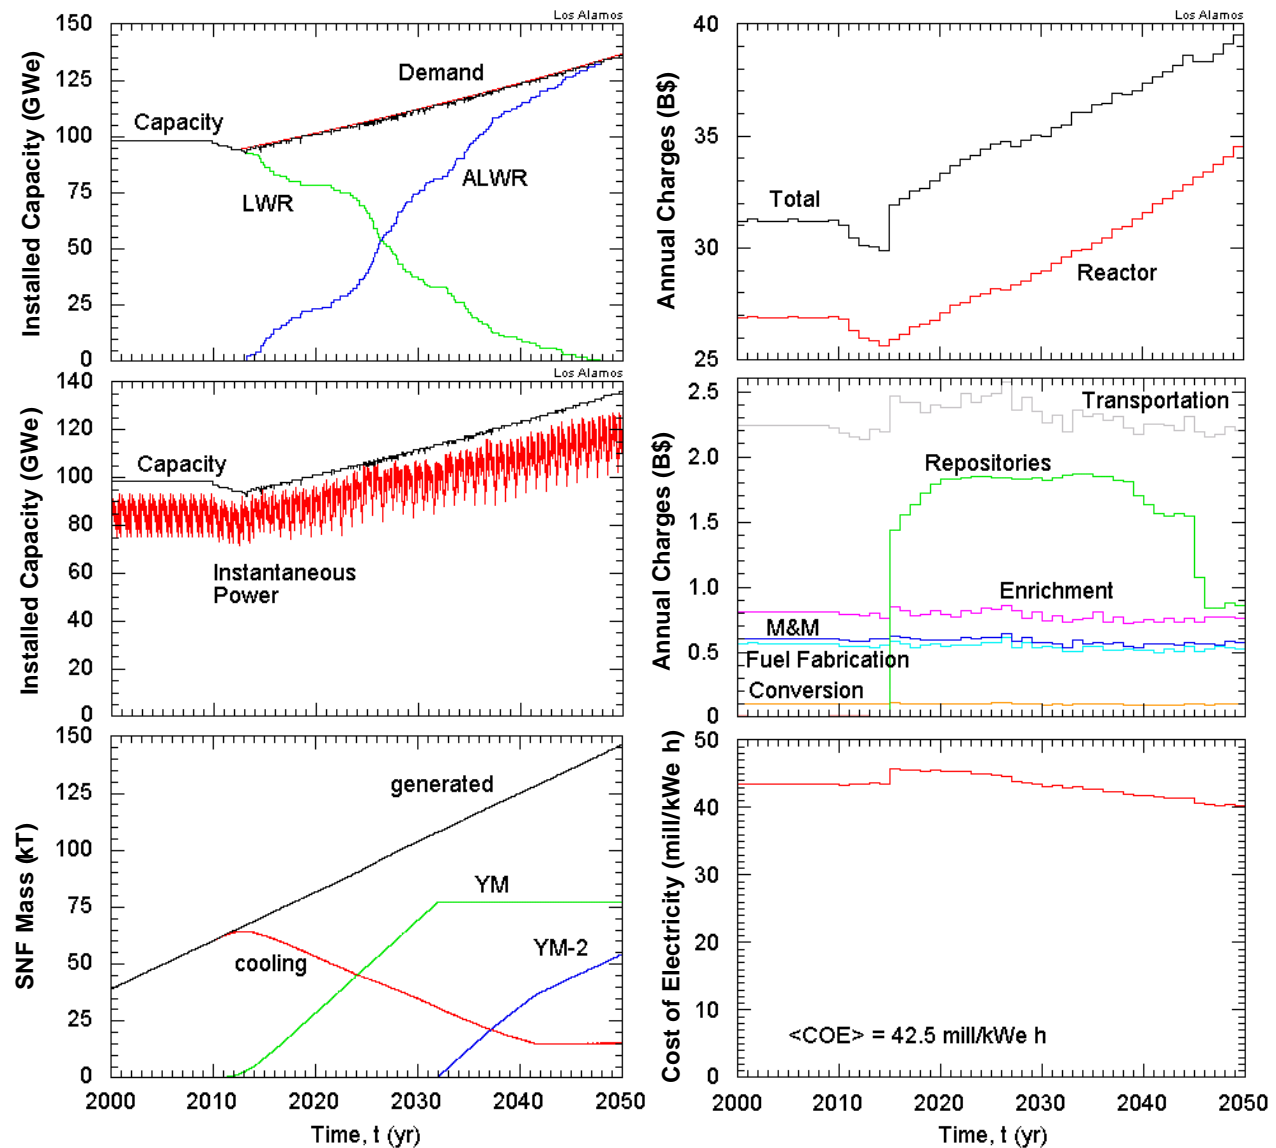 Los Alamos
150
125
100
75
50
25
0
Installed Capacity (GWe)
Demand
Capacity
LWR
ALWR
Los Alamos
40
35
30
25
Annual Charges (B$)
Total
Reactor
Los Alamos
140
120
100
80
60
40
20
0
Installed Capacity (GWe)
Capacity
Instantaneous
Power
2.5
2.0
1.5
1.0
0.5
0
Annual Charges (B$)
Transportation
Repositories
Enrichment
M&M
Fuel Fabrication
Conversion
150
125
100
75
50
25
0
SNF Mass (kT)
generated
YM
cooling
YM-2
2000 2010 2020 2030 2040 2050
Time, t (yr)
50
40
30
20
10
0
Cost of Electricity (mill/kWe h)
<COE> = 42.5 mill/kWe h
2000 2010 2020 2030 2040 2050
Time, t (yr)